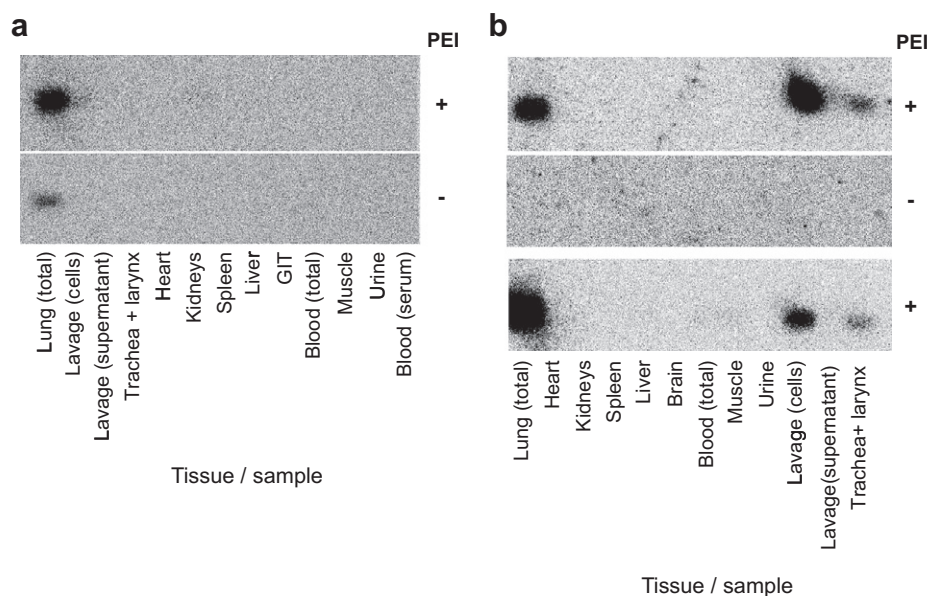 a
PEI
+
-
Lung (total)
Lavage (cells)
Lavage (supernatant)
Trachea + larynx
Heart
Kidneys
Spleen
Liver
GIT
Blood (total)
Muscle
Urine
Blood (serum)
Tissue / sample
b
PEI
+
-
+
Lung (total)
Heart
Kidneys
Spleen
Liver
Brain
Blood (total)
Muscle
Urine
Lavage (cells)
Lavage(supernatant)
Trachea+ larynx
Tissue / sample